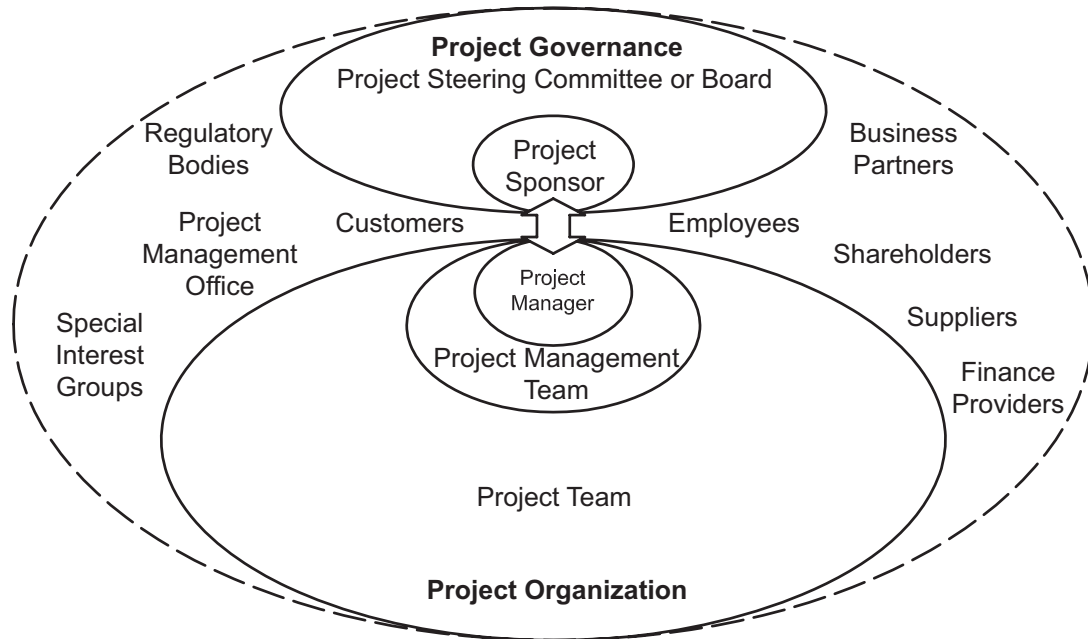 Project Governance
Project Steering Committee or Board
Regulatory
Bodies
Project
Sponsor
Business
Partners
Customers
Employees
Project
Management
Office
Shareholders
Project
Manager
Special
Interest
Groups
Suppliers
Project Management
Team
Finance
Providers
Project Team
Project Organization